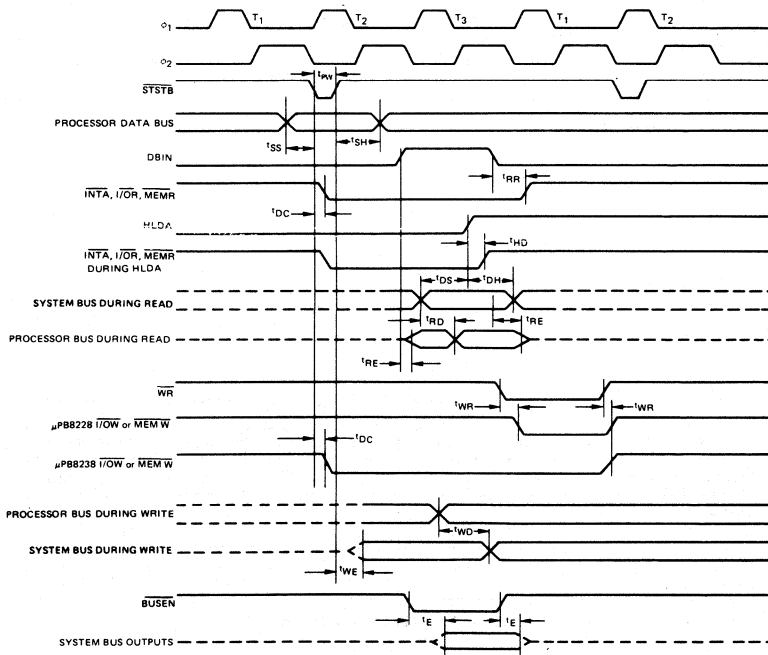 ϕ1 T1 T2 T3 T1 T2
ϕ2
tPW
STSTB
PROCESSOR DATA BUS
tSS tSH
DBIN
tRR
INTA, I/OR, MEMR
tDC
HLDA
tHD
INTA, I/OR, MEMR
DURING HLDA
tDS tDH
SYSTEM BUS DURING READ
tRD tRE
PROCESSOR BUS DURING READ
tRE
WR
tWR tWR
μPB8228 I/OW or MEM W
tDC
μPB8238 I/OW or MEM W
PROCESSOR BUS DURING WRITE
tWD
SYSTEM BUS DURING WRITE
tWE
BUSEN
tE tE
SYSTEM BUS OUTPUTS